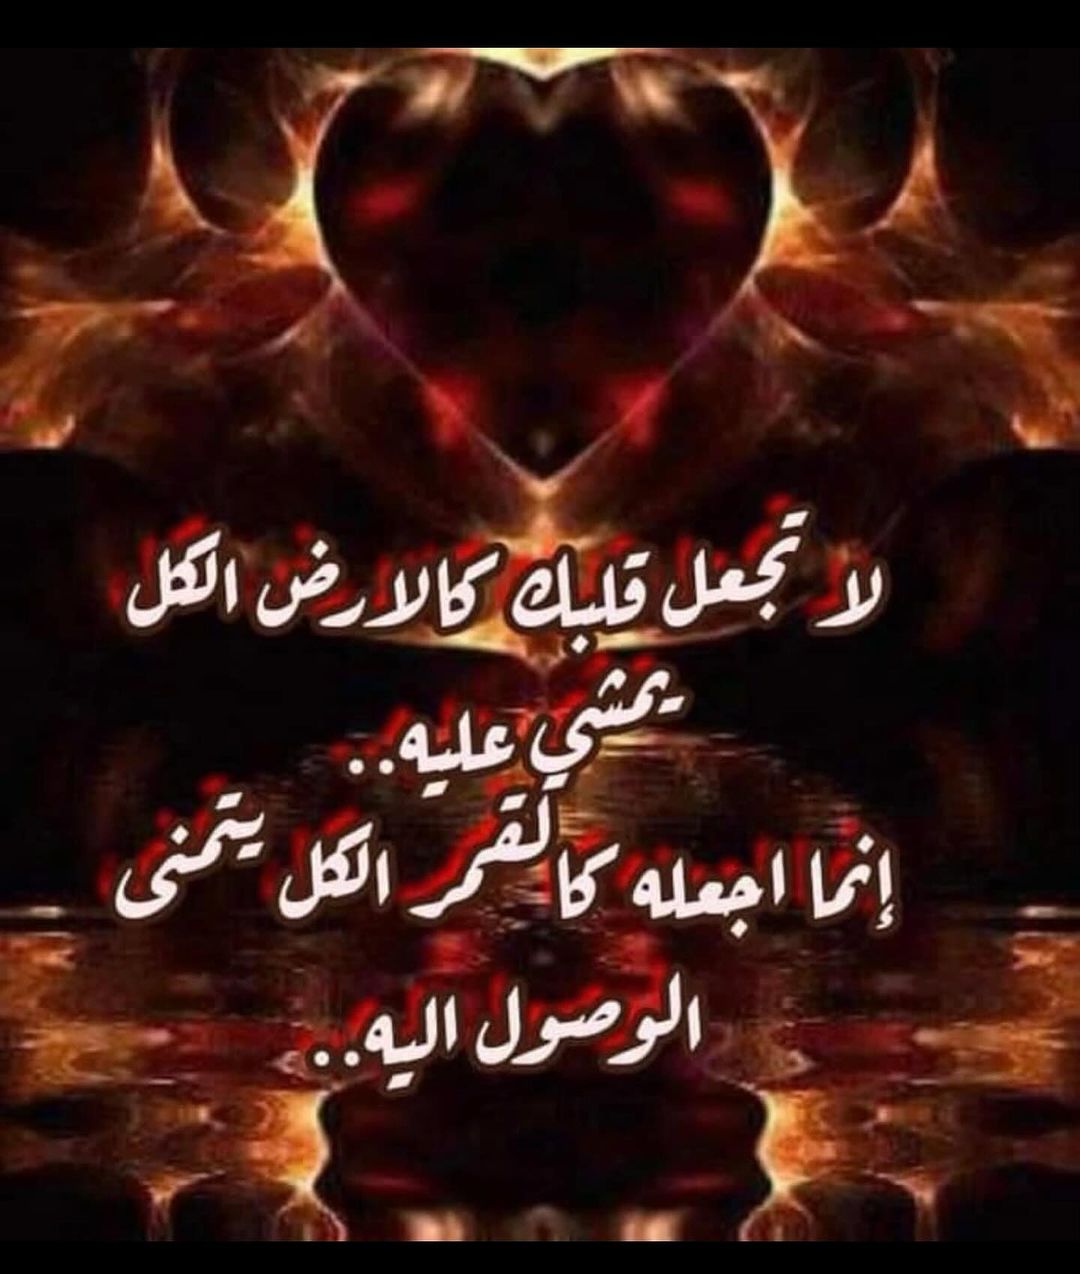 لا تجعل قلبك كالارض الكل
يمشي عليه..
إنما اجعله كالقمر الكل يتمنى
الوصول اليه..